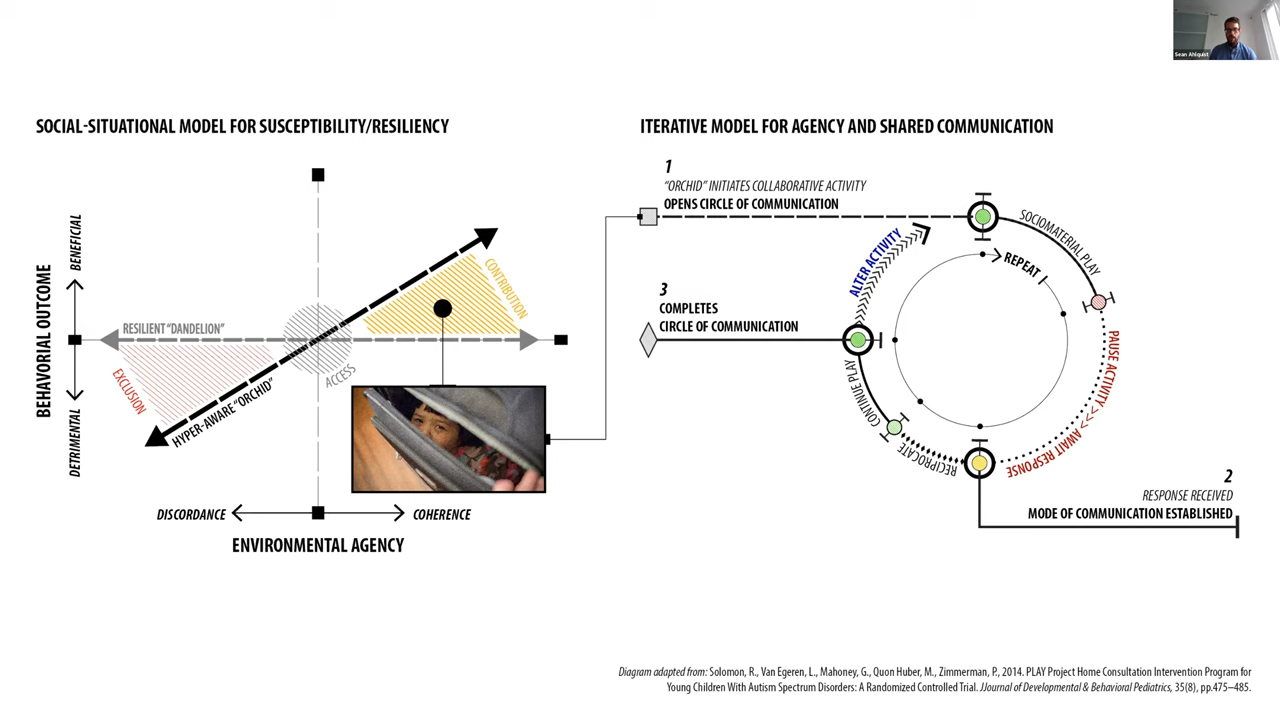 Sean Ahlquist
SOCIAL-SITUATIONAL MODEL FOR SUSCEPTIBILITY/RESILIENCY
BEHAVORIAL OUTCOME
BENEFICIAL
DETRIMENTAL
RESILIENT "DANDELION"
EXCLUSION
HYPER-AWARE "ORCHID"
ACCESS
CONTRIBUTION
DISCORDANCE
COHERENCE
ENVIRONMENTAL AGENCY
ITERATIVE MODEL FOR AGENCY AND SHARED COMMUNICATION
1
"ORCHID" INITIATES COLLABORATIVE ACTIVITY
OPENS CIRCLE OF COMMUNICATION
SOCIOMATERIAL PLAY
REPEAT
ALTER ACTIVITY
3
COMPLETES
CIRCLE OF COMMUNICATION
PAUSE ACTIVITY >>> AWAIT RESPONSE
CONTINUE PLAY
RECIPROCATE
2
RESPONSE RECEIVED
MODE OF COMMUNICATION ESTABLISHED
Diagram adapted from: Solomon, R., Van Egeren, L., Mahoney, G., Quon Huber, M., Zimmerman, P., 2014. PLAY Project Home Consultation Intervention Program for
Young Children With Autism Spectrum Disorders: A Randomized Controlled Trial. JJournal of Developmental & Behavioral Pediatrics, 35(8), pp.475–485.